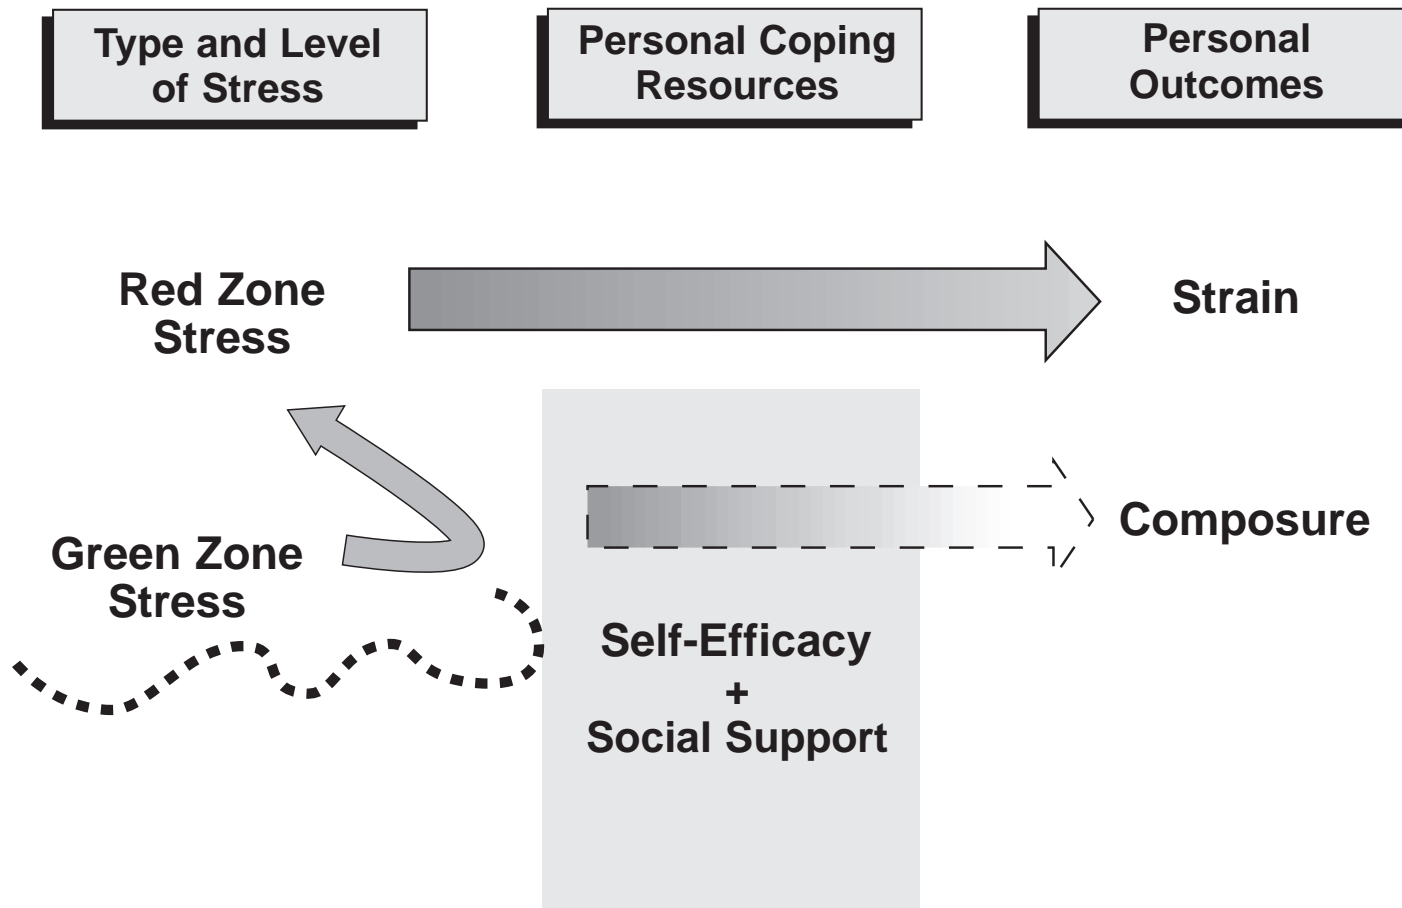 Type and Level
of Stress
Personal Coping
Resources
Personal
Outcomes
Red Zone
Stress
Strain
Green Zone
Stress
Composure
Self-Efficacy
+
Social Support